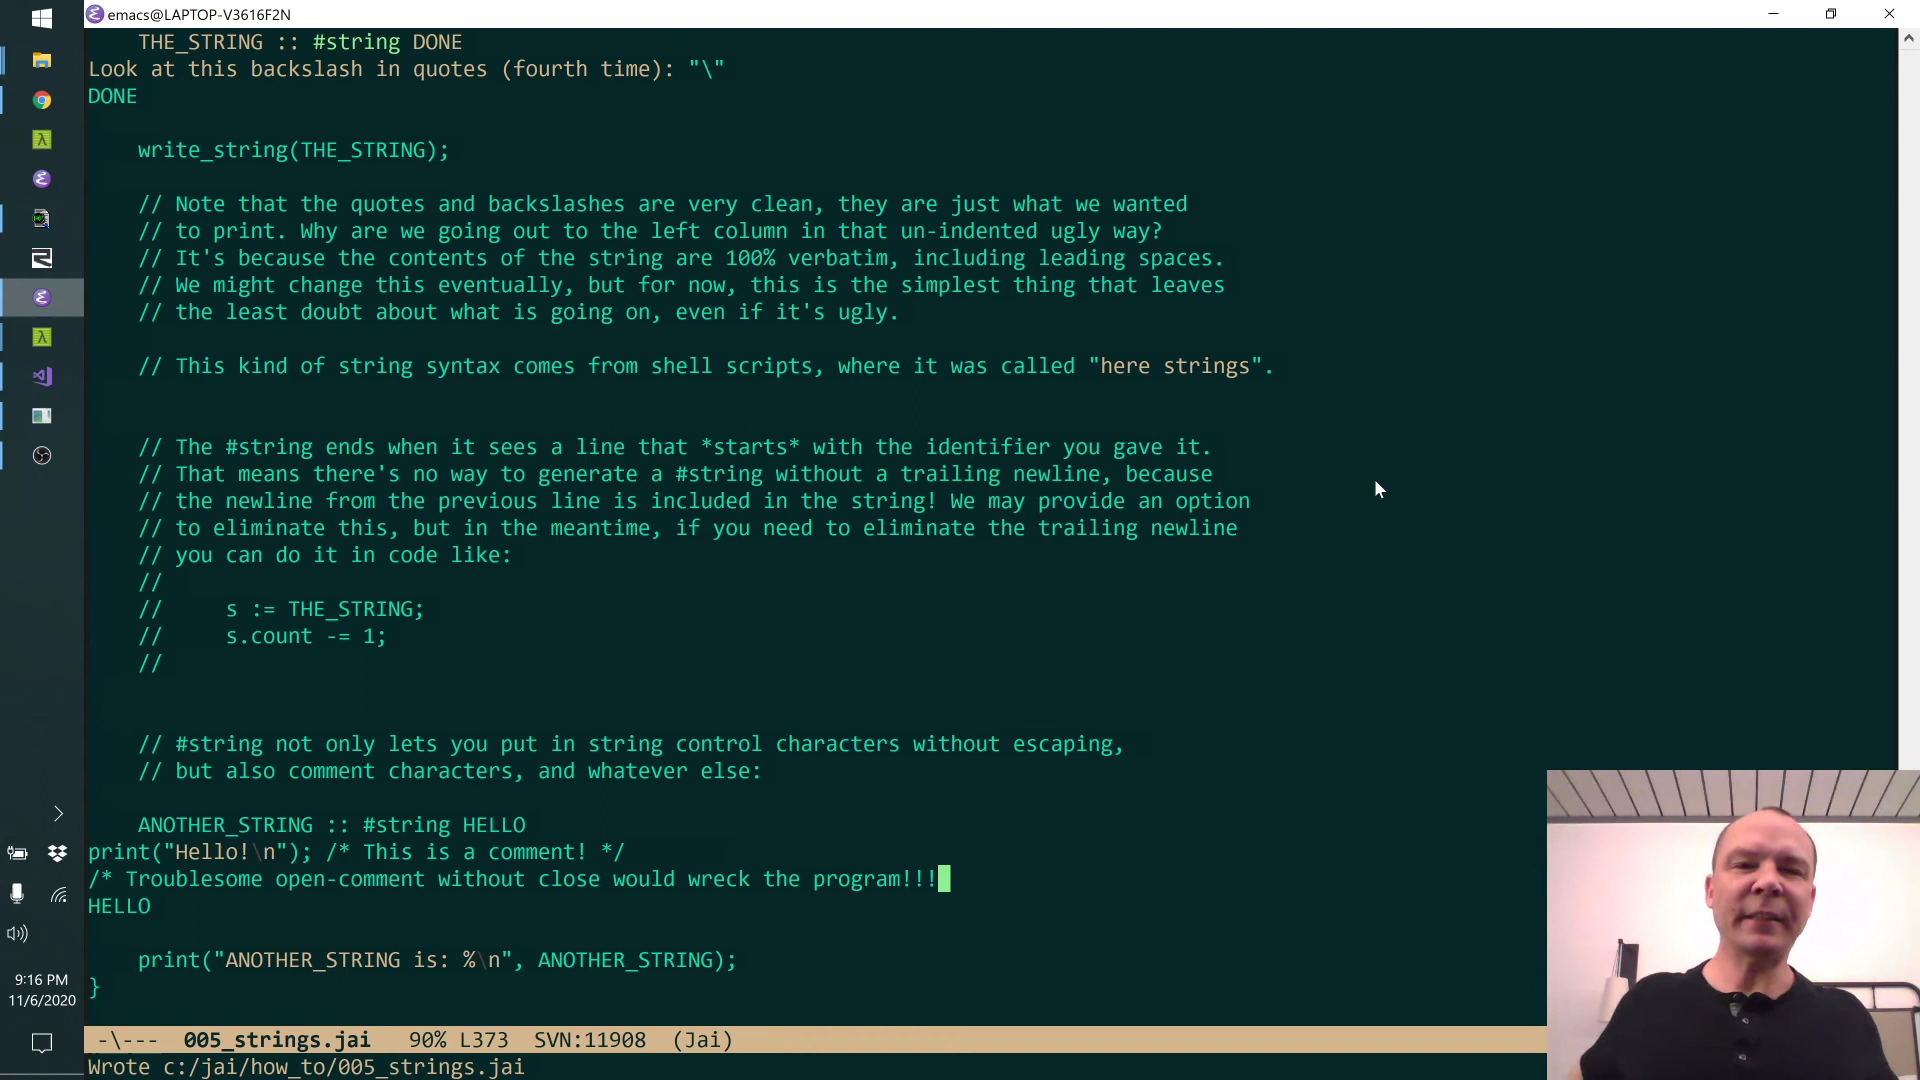 emacs@LAPTOP-V3616F2N
THE_STRING :: #string DONE
Look at this backslash in quotes (fourth time): "\"
DONE
write_string(THE_STRING);
// Note that the quotes and backslashes are very clean, they are just what we wanted
// to print. Why are we going out to the left column in that un-indented ugly way?
// It's because the contents of the string are 100% verbatim, including leading spaces.
// We might change this eventually, but for now, this is the simplest thing that leaves
// the least doubt about what is going on, even if it's ugly.
// This kind of string syntax comes from shell scripts, where it was called "here strings".
// The #string ends when it sees a line that *starts* with the identifier you gave it.
// That means there's no way to generate a #string without a trailing newline, because
// the newline from the previous line is included in the string! We may provide an option
// to eliminate this, but in the meantime, if you need to eliminate the trailing newline
// you can do it in code like:
//
//     s := THE_STRING;
//     s.count -= 1;
//
// #string not only lets you put in string control characters without escaping,
// but also comment characters, and whatever else:
ANOTHER_STRING :: #string HELLO
print("Hello!\n"); /* This is a comment! */
/* Troublesome open-comment without close would wreck the program!!!
HELLO
print("ANOTHER_STRING is: %\n", ANOTHER_STRING);
}
-\--- 005_strings.jai 90% L373 SVN:11908 (Jai)
Wrote c:/jai/how_to/005_strings.jai
9:16 PM
11/6/2020